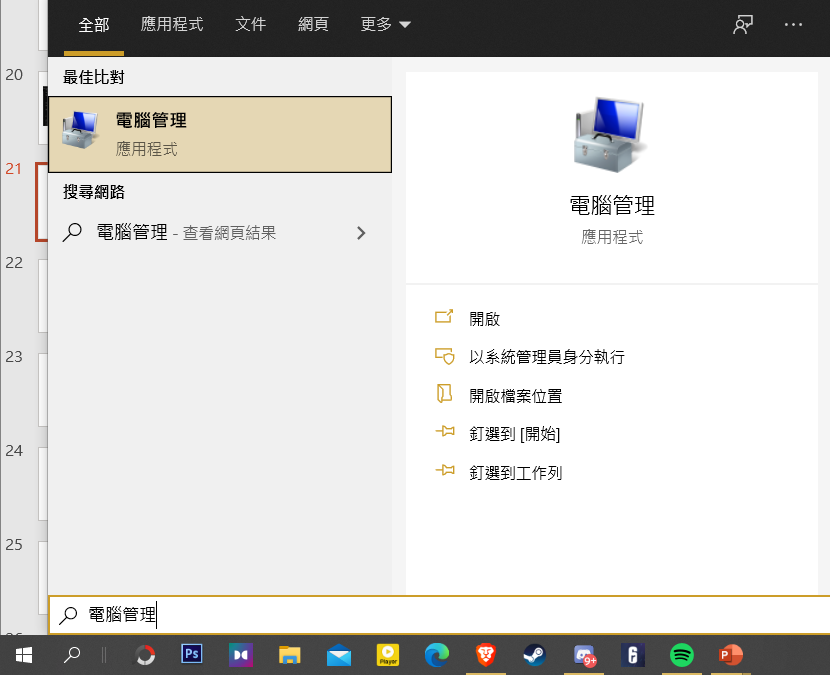 全部 應用程式 文件 網頁 更多
最佳比對
電腦管理
應用程式
搜尋網路
電腦管理 - 查看網頁結果
電腦管理
應用程式
開啟
以系統管理員身分執行
開啟檔案位置
釘選到 [開始]
釘選到工作列
20
21
22
23
24
25
電腦管理
Ps
Player
9+
6
P